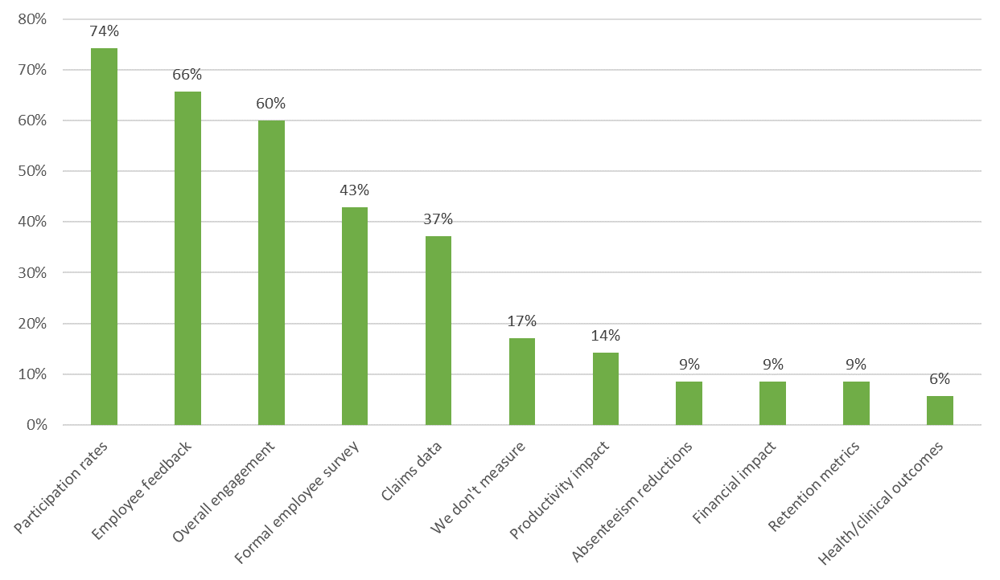 80%
70%
60%
50%
40%
30%
20%
10%
0%
74%
66%
60%
43%
37%
17%
14%
9%
9%
9%
6%
Participation rates
Employee feedback
Overall engagement
Formal employee survey
Claims data
We don't measure
Productivity impact
Absenteeism reductions
Financial impact
Retention metrics
Health/clinical outcomes